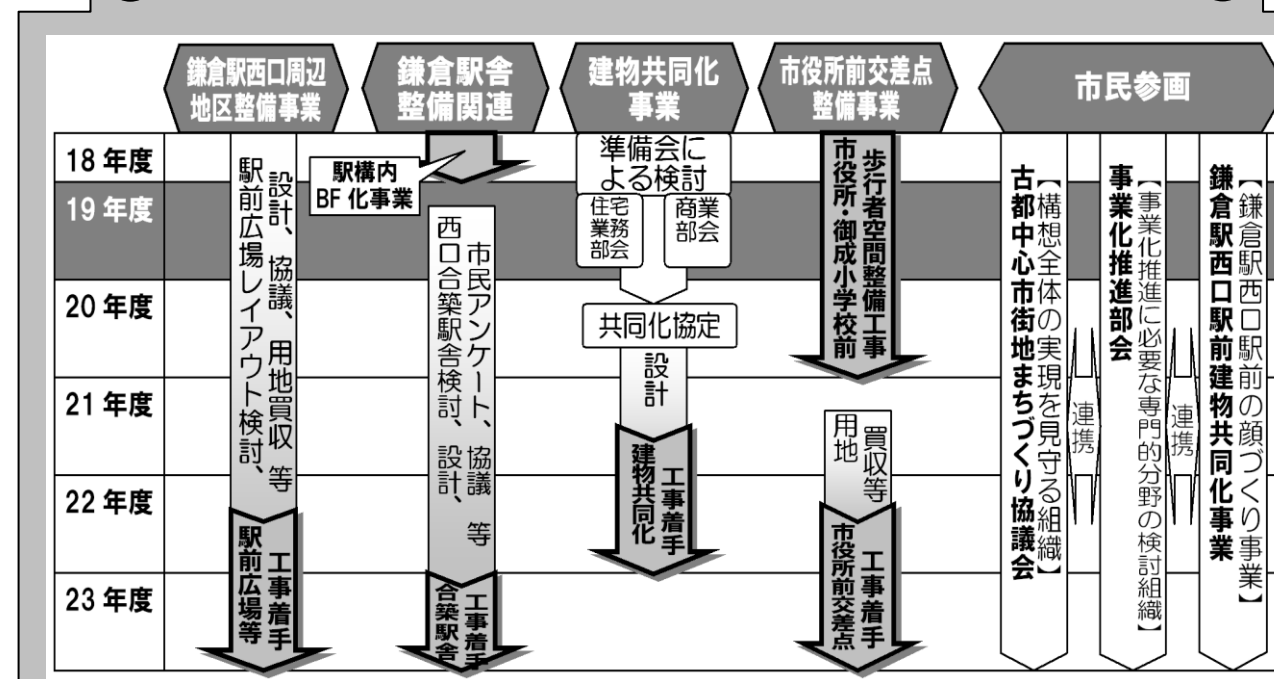 鎌倉駅西口周辺
地区整備事業
鎌倉駅舎
整備関連
建物共同化
事業
市役所前交差点
整備事業
市民参画
18年度
19年度
20年度
21年度
22年度
23年度
設計、協議、用地買収 等
駅前広場レイアウト検討、
工事着手
駅前広場等
駅構内
BF化事業
市民アンケート、協議 等
西口合築駅舎検討、設計、
工事着手
合築駅舎
準備会に
よる検討
住宅
業務
部会
商業
部会
共同化協定
設計
工事着手
建物共同化
歩行者空間整備工事
市役所・御成小学校前
買収等
用地
工事着手
市役所前交差点
【構想全体の実現を見守る組織】
古都中心市街地まちづくり協議会
連携
【事業化推進に必要な専門的分野の検討組織】
事業化推進部会
連携
【鎌倉駅西口駅前の顔づくり事業】
鎌倉駅西口駅前建物共同化事業